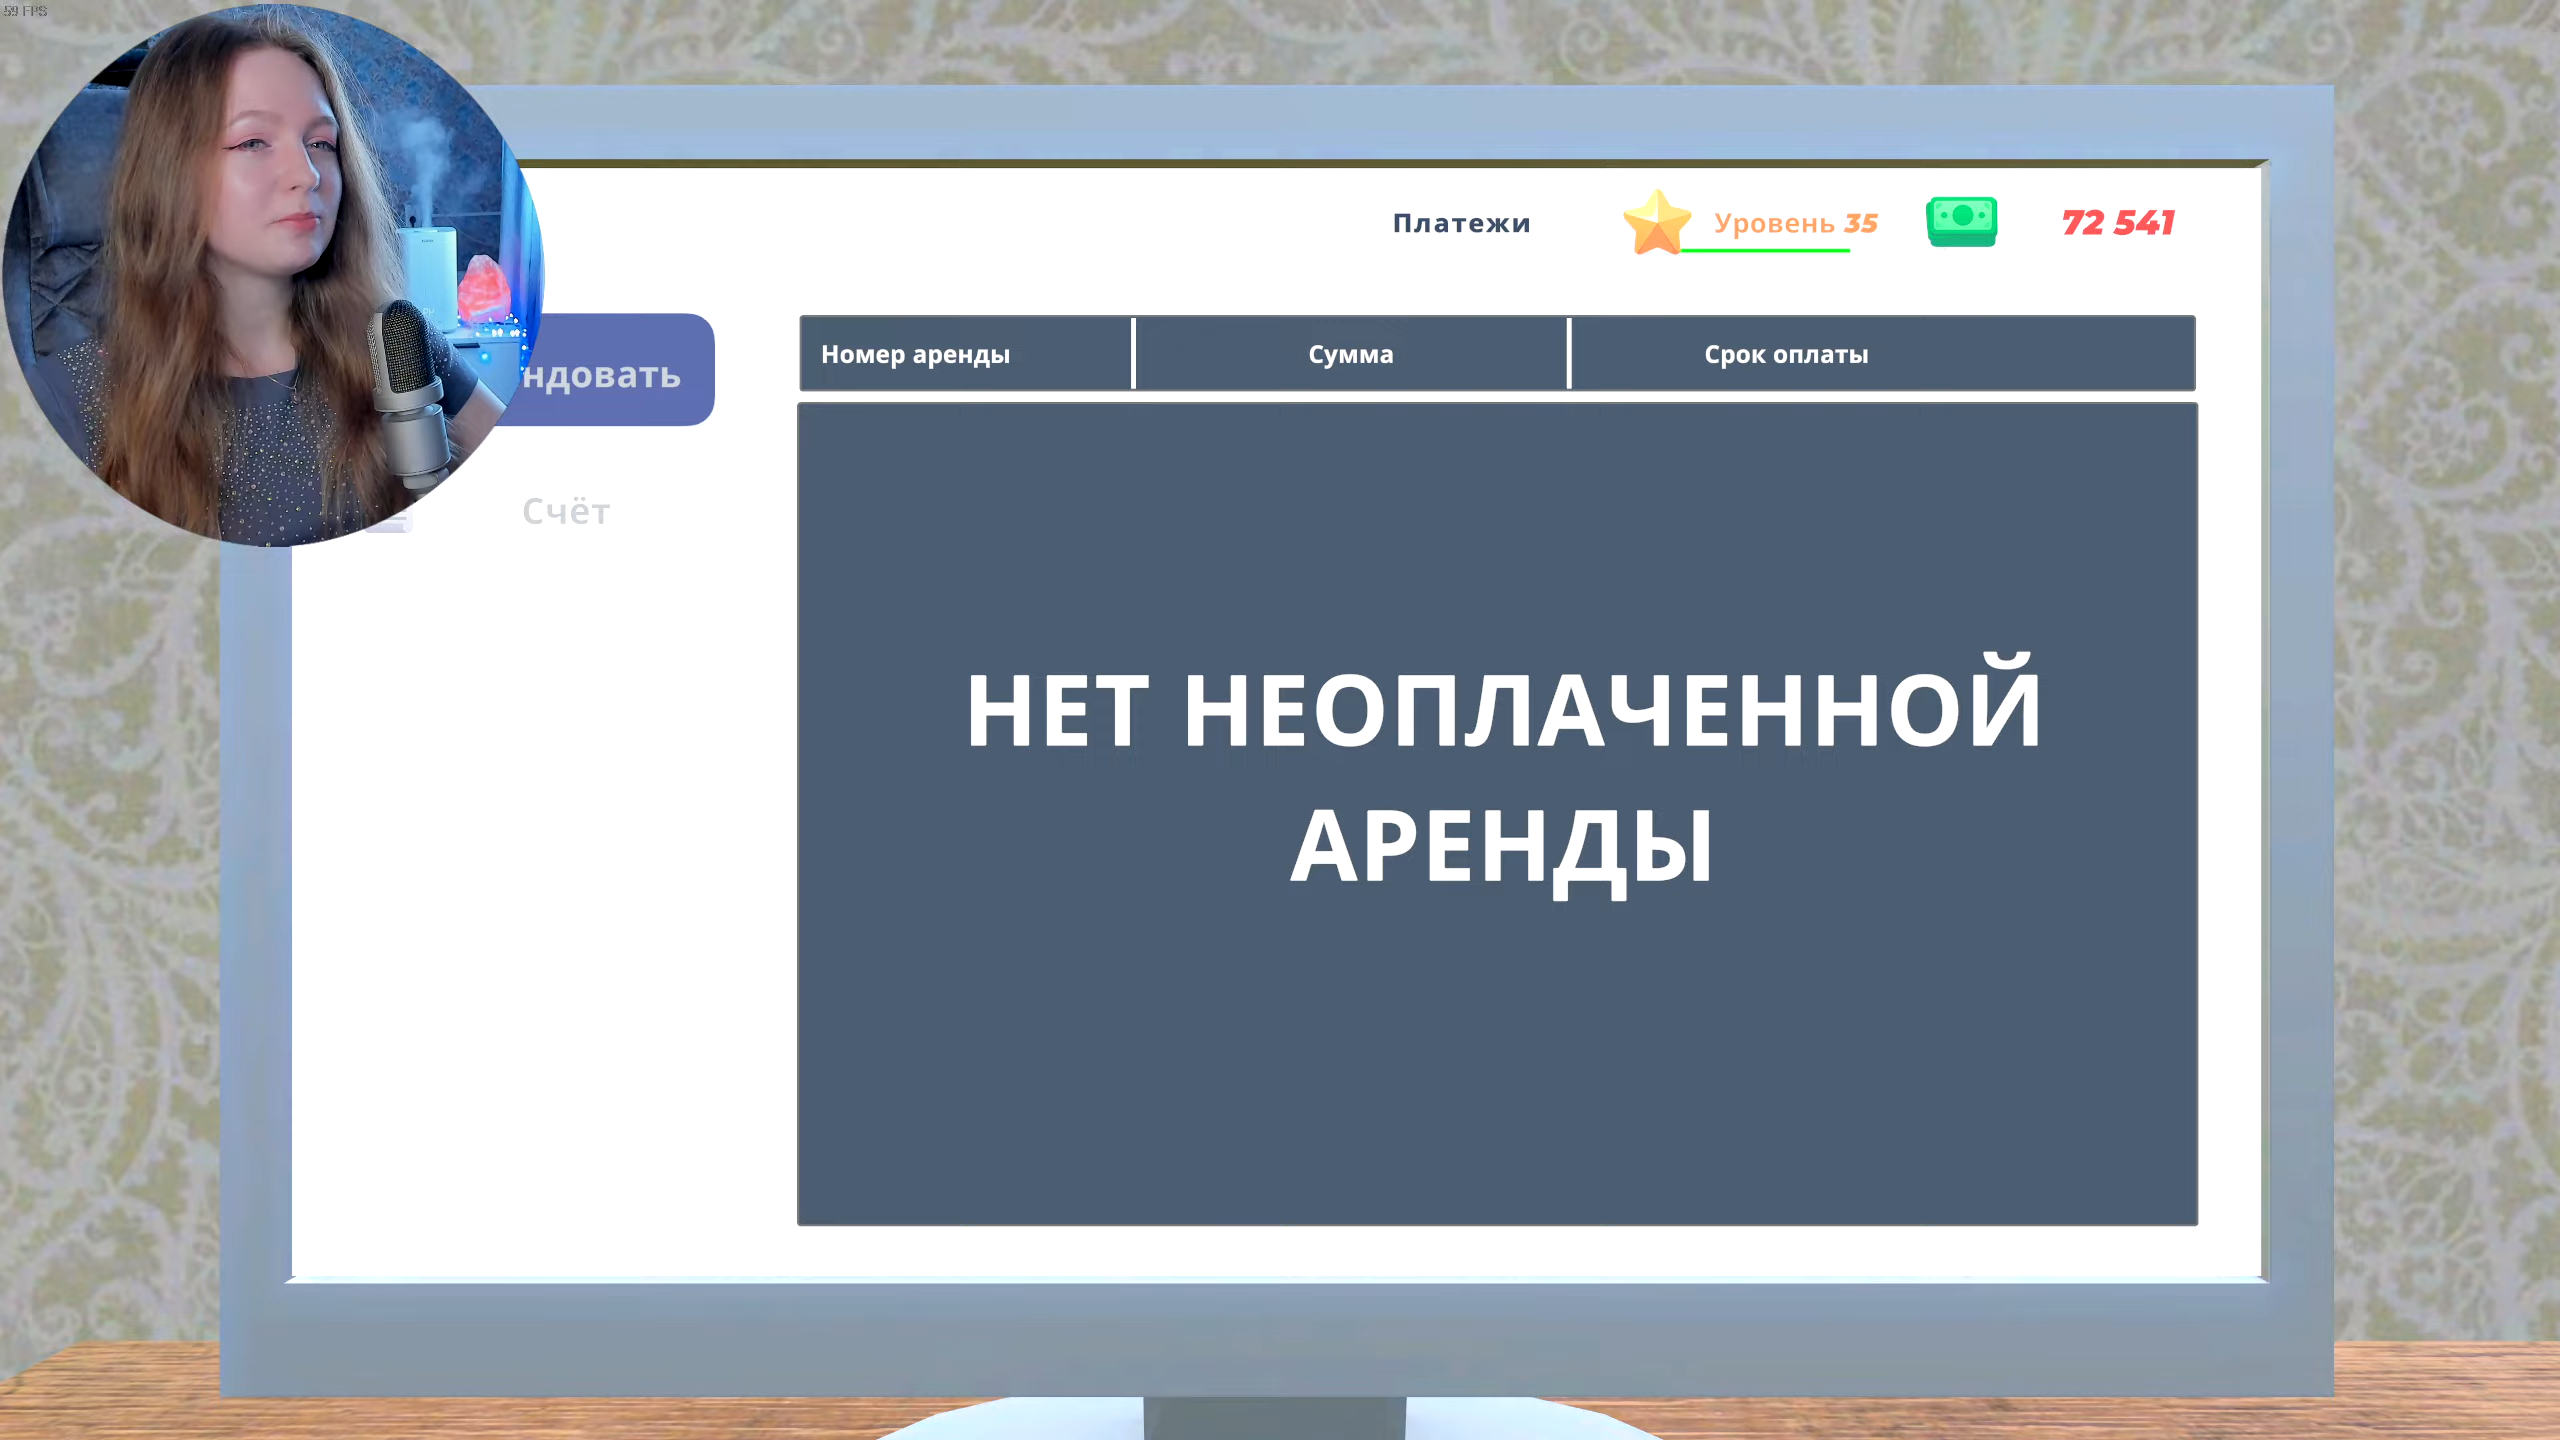 59 FPS
Платежи
Уровень 35
72 541
ндовать
Счёт
Номер аренды
Сумма
Срок оплаты
НЕТ НЕОПЛАЧЕННОЙ
АРЕНДЫ